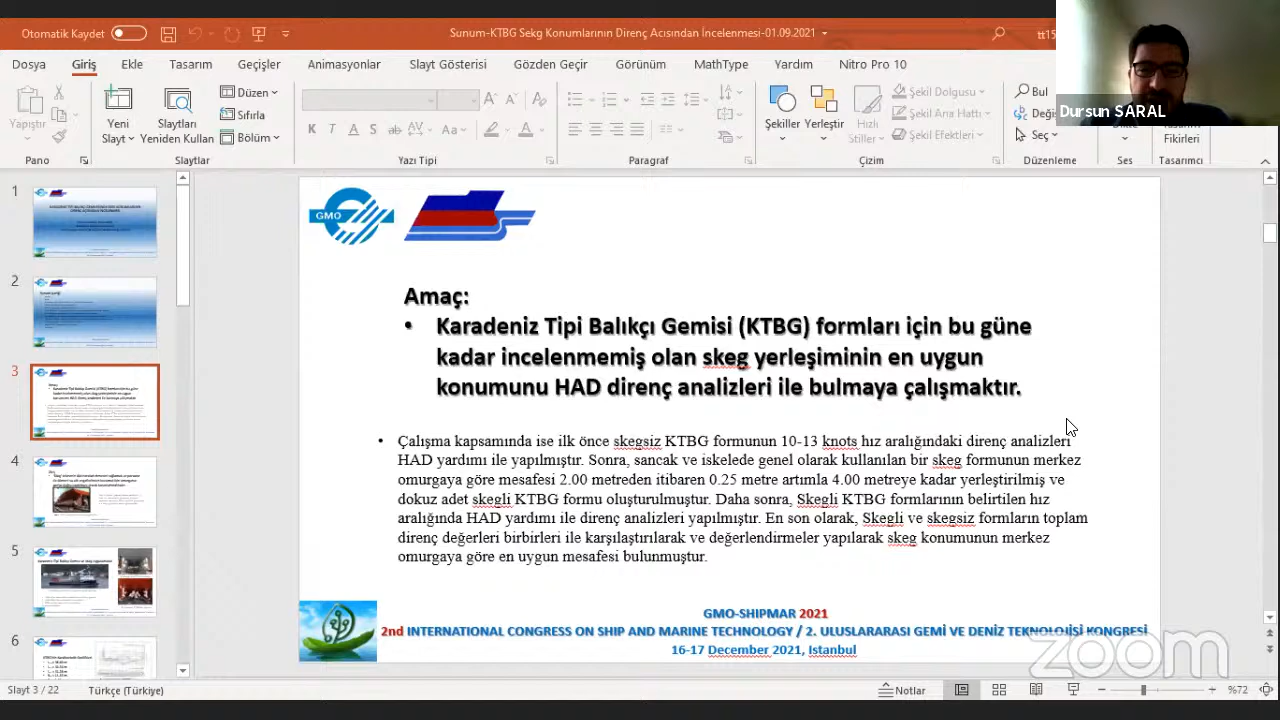 Otomatik Kaydet
Sunum-KTBG Sekg Konumlarının Direnç Acısından İncelenmesi-01.09.2021
Dosya Giriş Ekle Tasarım Geçişler Animasyonlar Slayt Gösterisi Gözden Geçir Görünüm MathType Yardım Nitro Pro 10
Dursun SARAL
Yapıştır
Yeni Slayt
Slaytları Yeniden Kullan
Düzen
Sıfırla
Bölüm
Şekiller
Yerleştir
Hızlı Stiller
Şekil Dolgusu
Şekil Ana Hattı
Şekil Efektleri
Bul
Seç
Fikirleri
Pano Slaytlar Yazı Tipi Paragraf Çizim Düzenleme Ses Tasarımcı
1
2
3
4
5
6
GMO
Amaç:
• Karadeniz Tipi Balıkçı Gemisi (KTBG) formları için bu güne
kadar incelenmemiş olan skeg yerleşiminin en uygun
konumunu HAD direnç analizleri ile bulmaya çalışmaktır.
• Çalışma kapsamında ise ilk önce skegsiz KTBG formunun 10-13 knots hız aralığındaki direnç analizleri
HAD yardımı ile yapılmıştır. Sonra, sancak ve iskelede sabit olarak kullanılan bir skeg formunun merkez
omurgaya göre mesafesi 2.00 metreden itibaren 0.25 metre artımla 4.00 metreye kadar yerleştirilmiş ve
dokuz adet skegli KTBG formu oluşturulmuştur. Daha sonra, Skegli KTBG formlarının belirtilen hız
aralığında HAD yardımı ile direnç analizleri yapılmıştır. En son olarak, Skegli ve skegsiz formların toplam
direnç değerleri birbirleri ile karşılaştırılarak ve değerlendirmeler yapılarak skeg konumunun merkez
omurgaya göre en uygun mesafesi bulunmuştur.
GMO-SHIPMAR 2021
2nd INTERNATIONAL CONGRESS ON SHIP AND MARINE TECHNOLOGY / 2. ULUSLARARASI GEMİ VE DENİZ TEKNOLOJİSİ KONGRESİ
16-17 December 2021, Istanbul
zoom
Slayt 3 / 22 Türkçe (Türkiye) Notlar %72